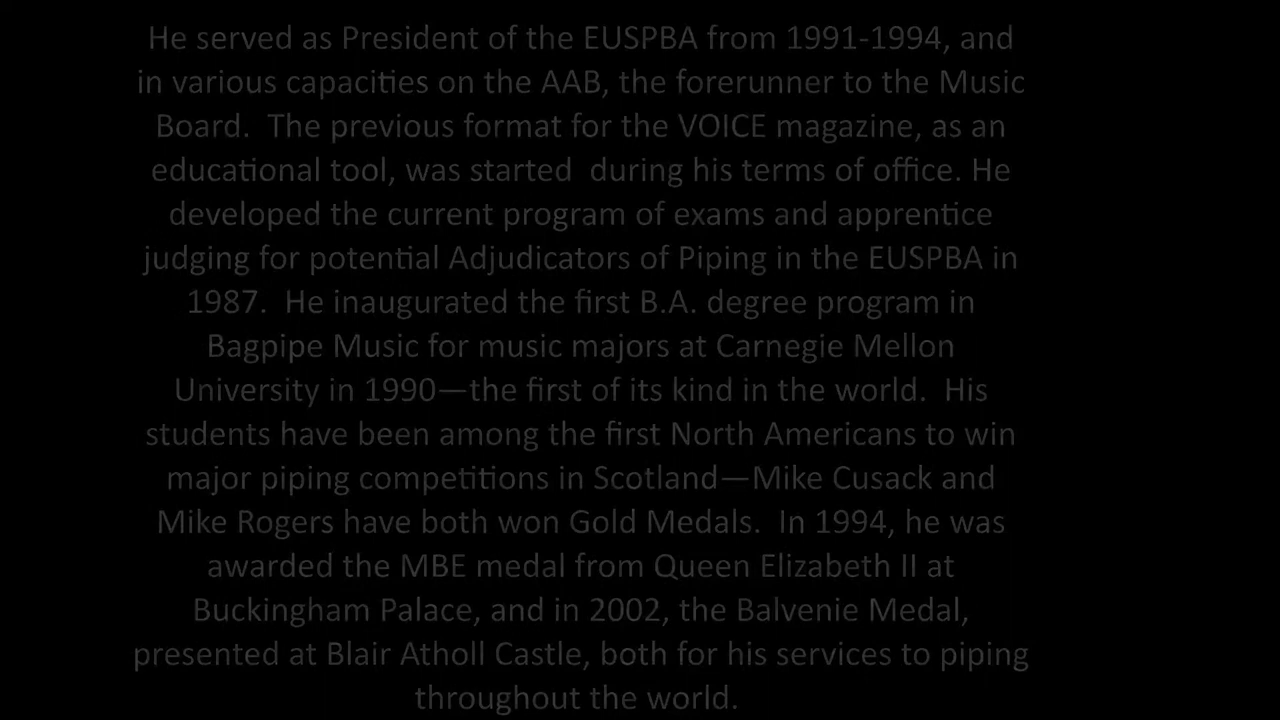 He served as President of the EUSPBA from 1991-1994, and
in various capacities on the AAB, the forerunner to the Music
Board.  The previous format for the VOICE magazine, as an
educational tool, was started  during his terms of office. He
developed the current program of exams and apprentice
judging for potential Adjudicators of Piping in the EUSPBA in
1987.  He inaugurated the first B.A. degree program in
Bagpipe Music for music majors at Carnegie Mellon
University in 1990—the first of its kind in the world.  His
students have been among the first North Americans to win
major piping competitions in Scotland—Mike Cusack and
Mike Rogers have both won Gold Medals.  In 1994, he was
awarded the MBE medal from Queen Elizabeth II at
Buckingham Palace, and in 2002, the Balvenie Medal,
presented at Blair Atholl Castle, both for his services to piping
throughout the world.